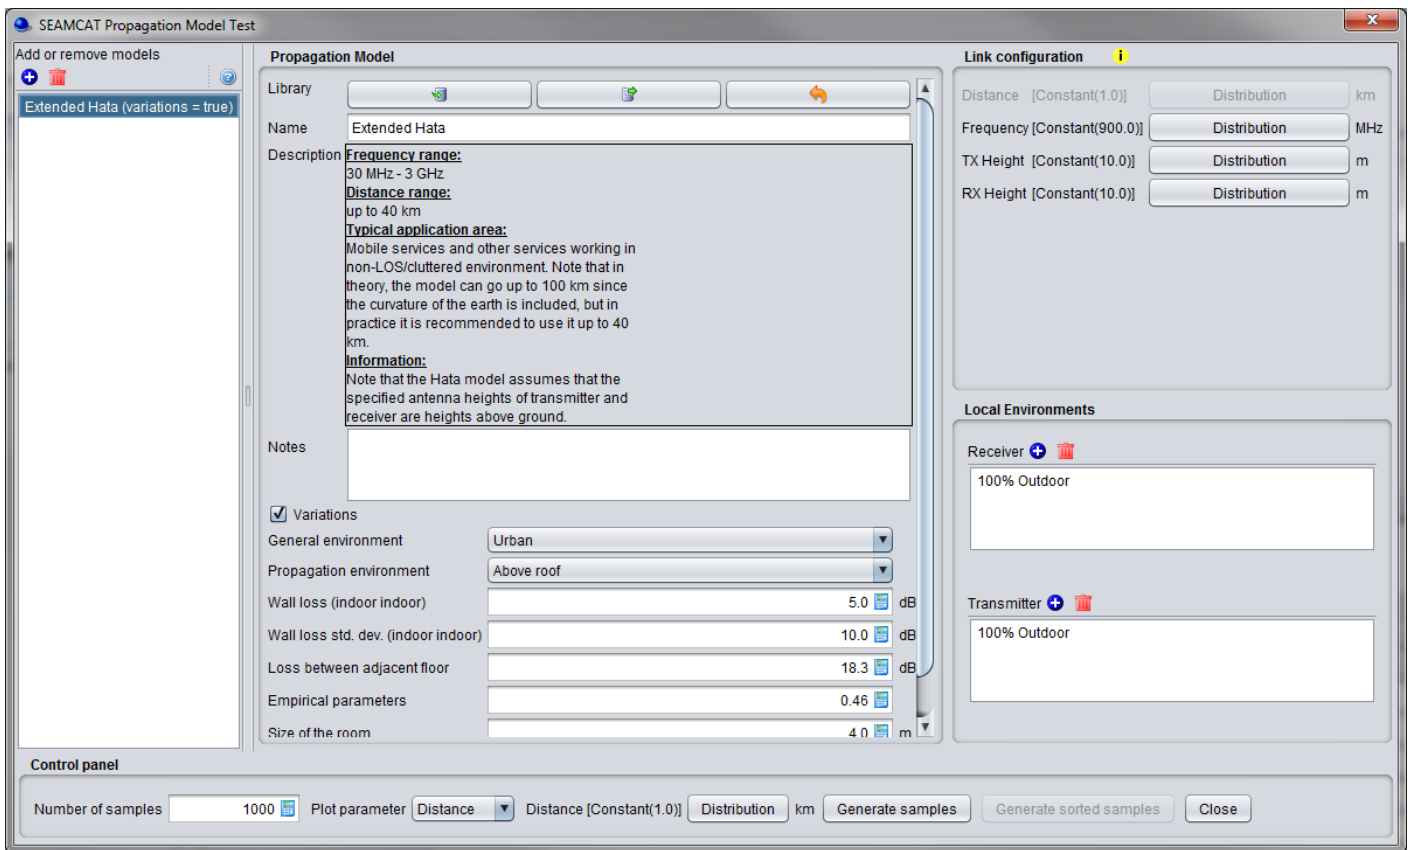 SEAMCAT Propagation Model Test
Add or remove models
Extended Hata (variations = true)
Propagation Model
Library
Name Extended Hata
Description Frequency range:
30 MHz - 3 GHz
Distance range:
up to 40 km
Typical application area:
Mobile services and other services working in
non-LOS/cluttered environment. Note that in
theory, the model can go up to 100 km since
the curvature of the earth is included, but in
practice it is recommended to use it up to 40
km.
Information:
Note that the Hata model assumes that the
specified antenna heights of transmitter and
receiver are heights above ground.
Notes
Variations
General environment Urban
Propagation environment Above roof
Wall loss (indoor indoor) 5.0 dB
Wall loss std. dev. (indoor indoor) 10.0 dB
Loss between adjacent floor 18.3 dB
Empirical parameters 0.46
Size of the room 4.0 m
Link configuration i
Distance [Constant(1.0)] Distribution km
Frequency [Constant(900.0)] Distribution MHz
TX Height [Constant(10.0)] Distribution m
RX Height [Constant(10.0)] Distribution m
Local Environments
Receiver
100% Outdoor
Transmitter
100% Outdoor
Control panel
Number of samples 1000 Plot parameter Distance Distance [Constant(1.0)] Distribution km Generate samples Generate sorted samples Close